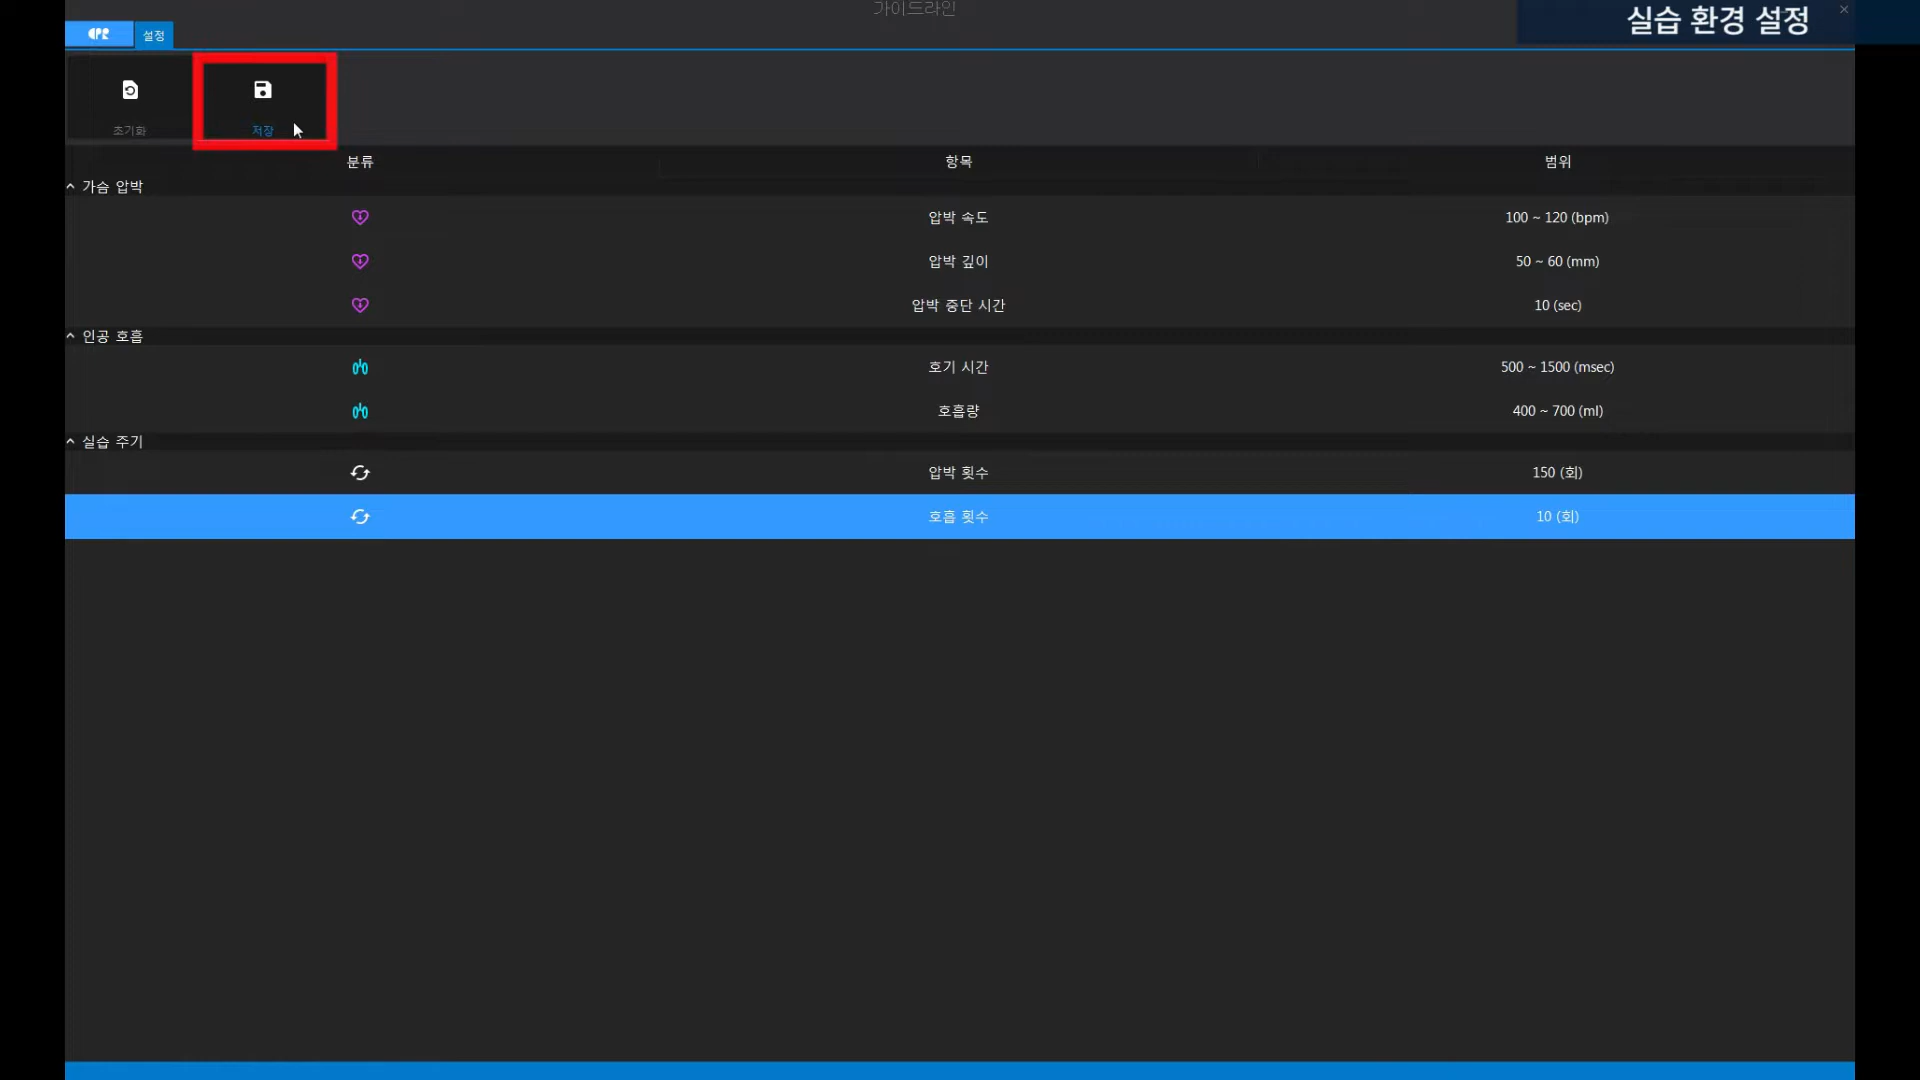 가이드라인
실습 환경 설정
CPR 설정
초기화 저장
분류 항목 범위
가슴 압박
압박 속도 100 ~ 120 (bpm)
압박 깊이 50 ~ 60 (mm)
압박 중단 시간 10 (sec)
인공 호흡
호기 시간 500 ~ 1500 (msec)
호흡량 400 ~ 700 (ml)
실습 주기
압박 횟수 150 (회)
호흡 횟수 10 (회)